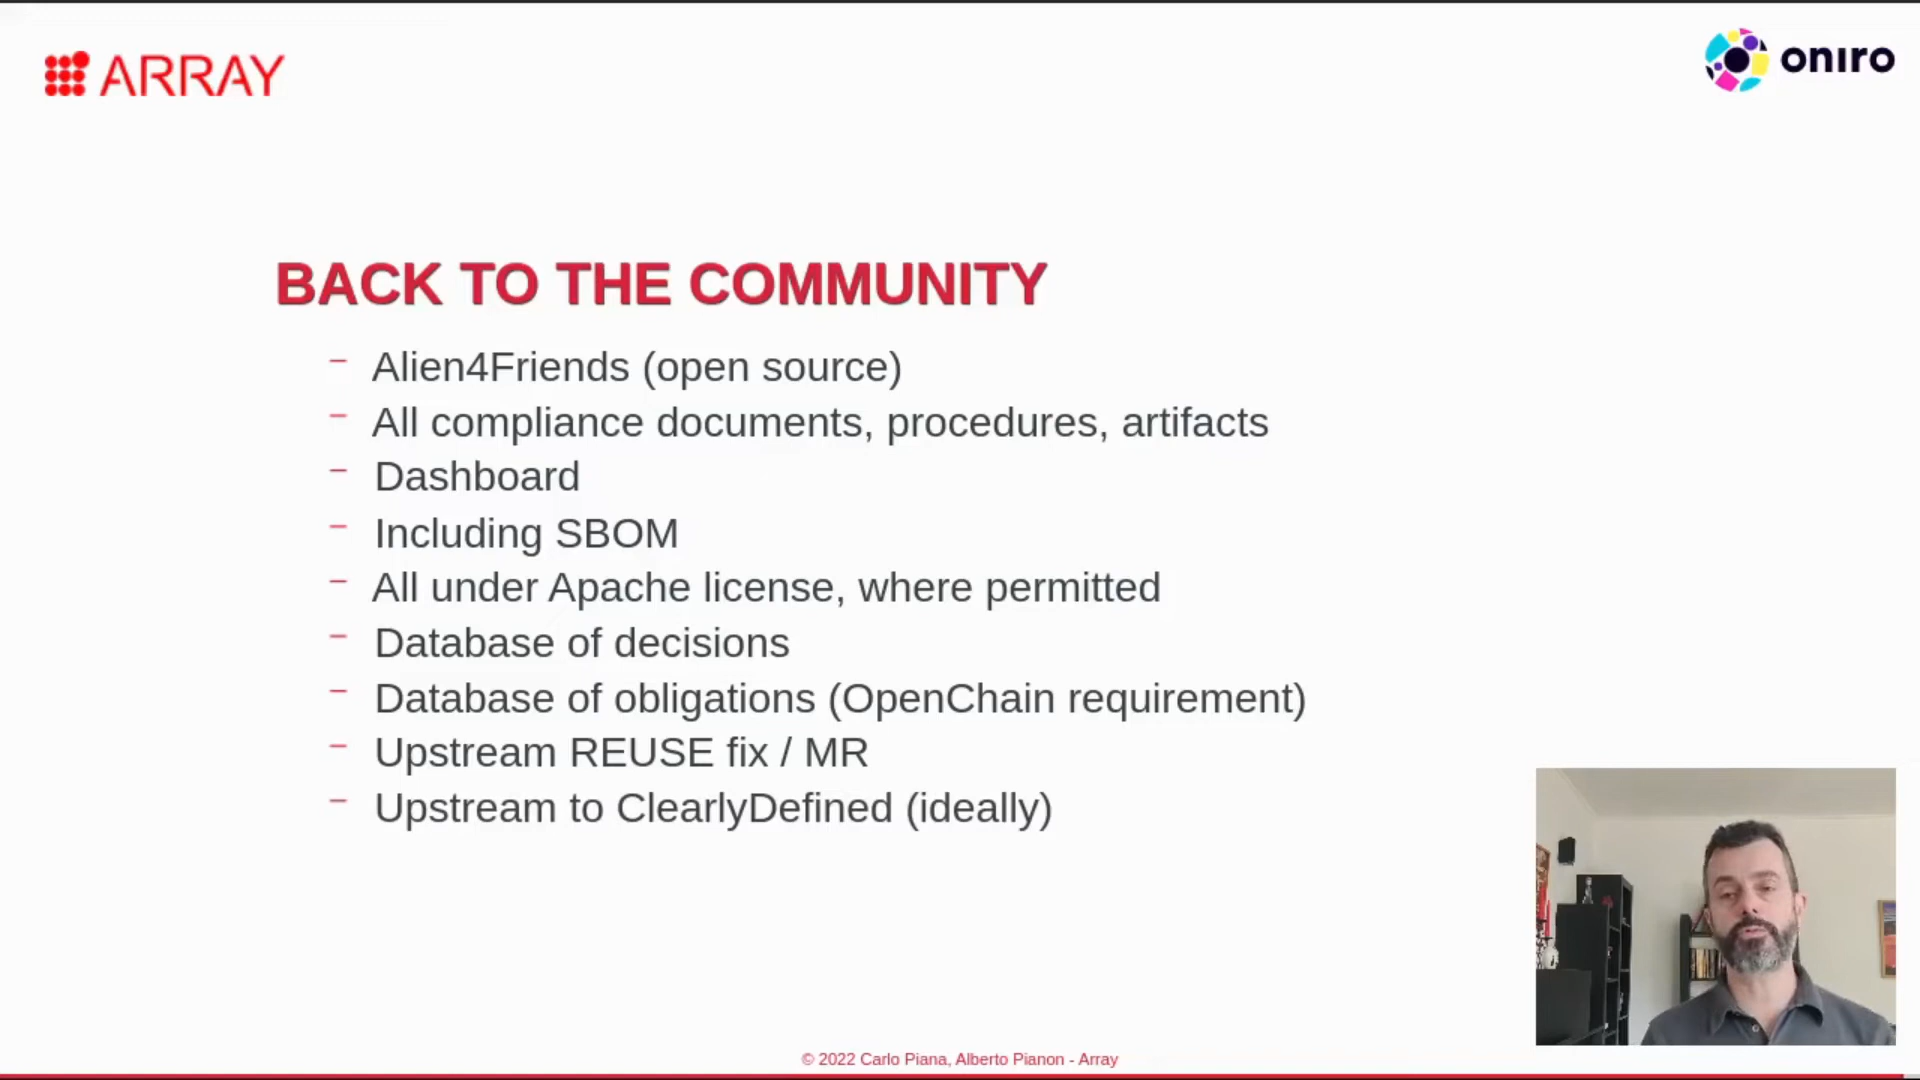 ARRAY
oniro
BACK TO THE COMMUNITY
– Alien4Friends (open source)
– All compliance documents, procedures, artifacts
– Dashboard
– Including SBOM
– All under Apache license, where permitted
– Database of decisions
– Database of obligations (OpenChain requirement)
– Upstream REUSE fix / MR
– Upstream to ClearlyDefined (ideally)
© 2022 Carlo Piana, Alberto Pianon - Array